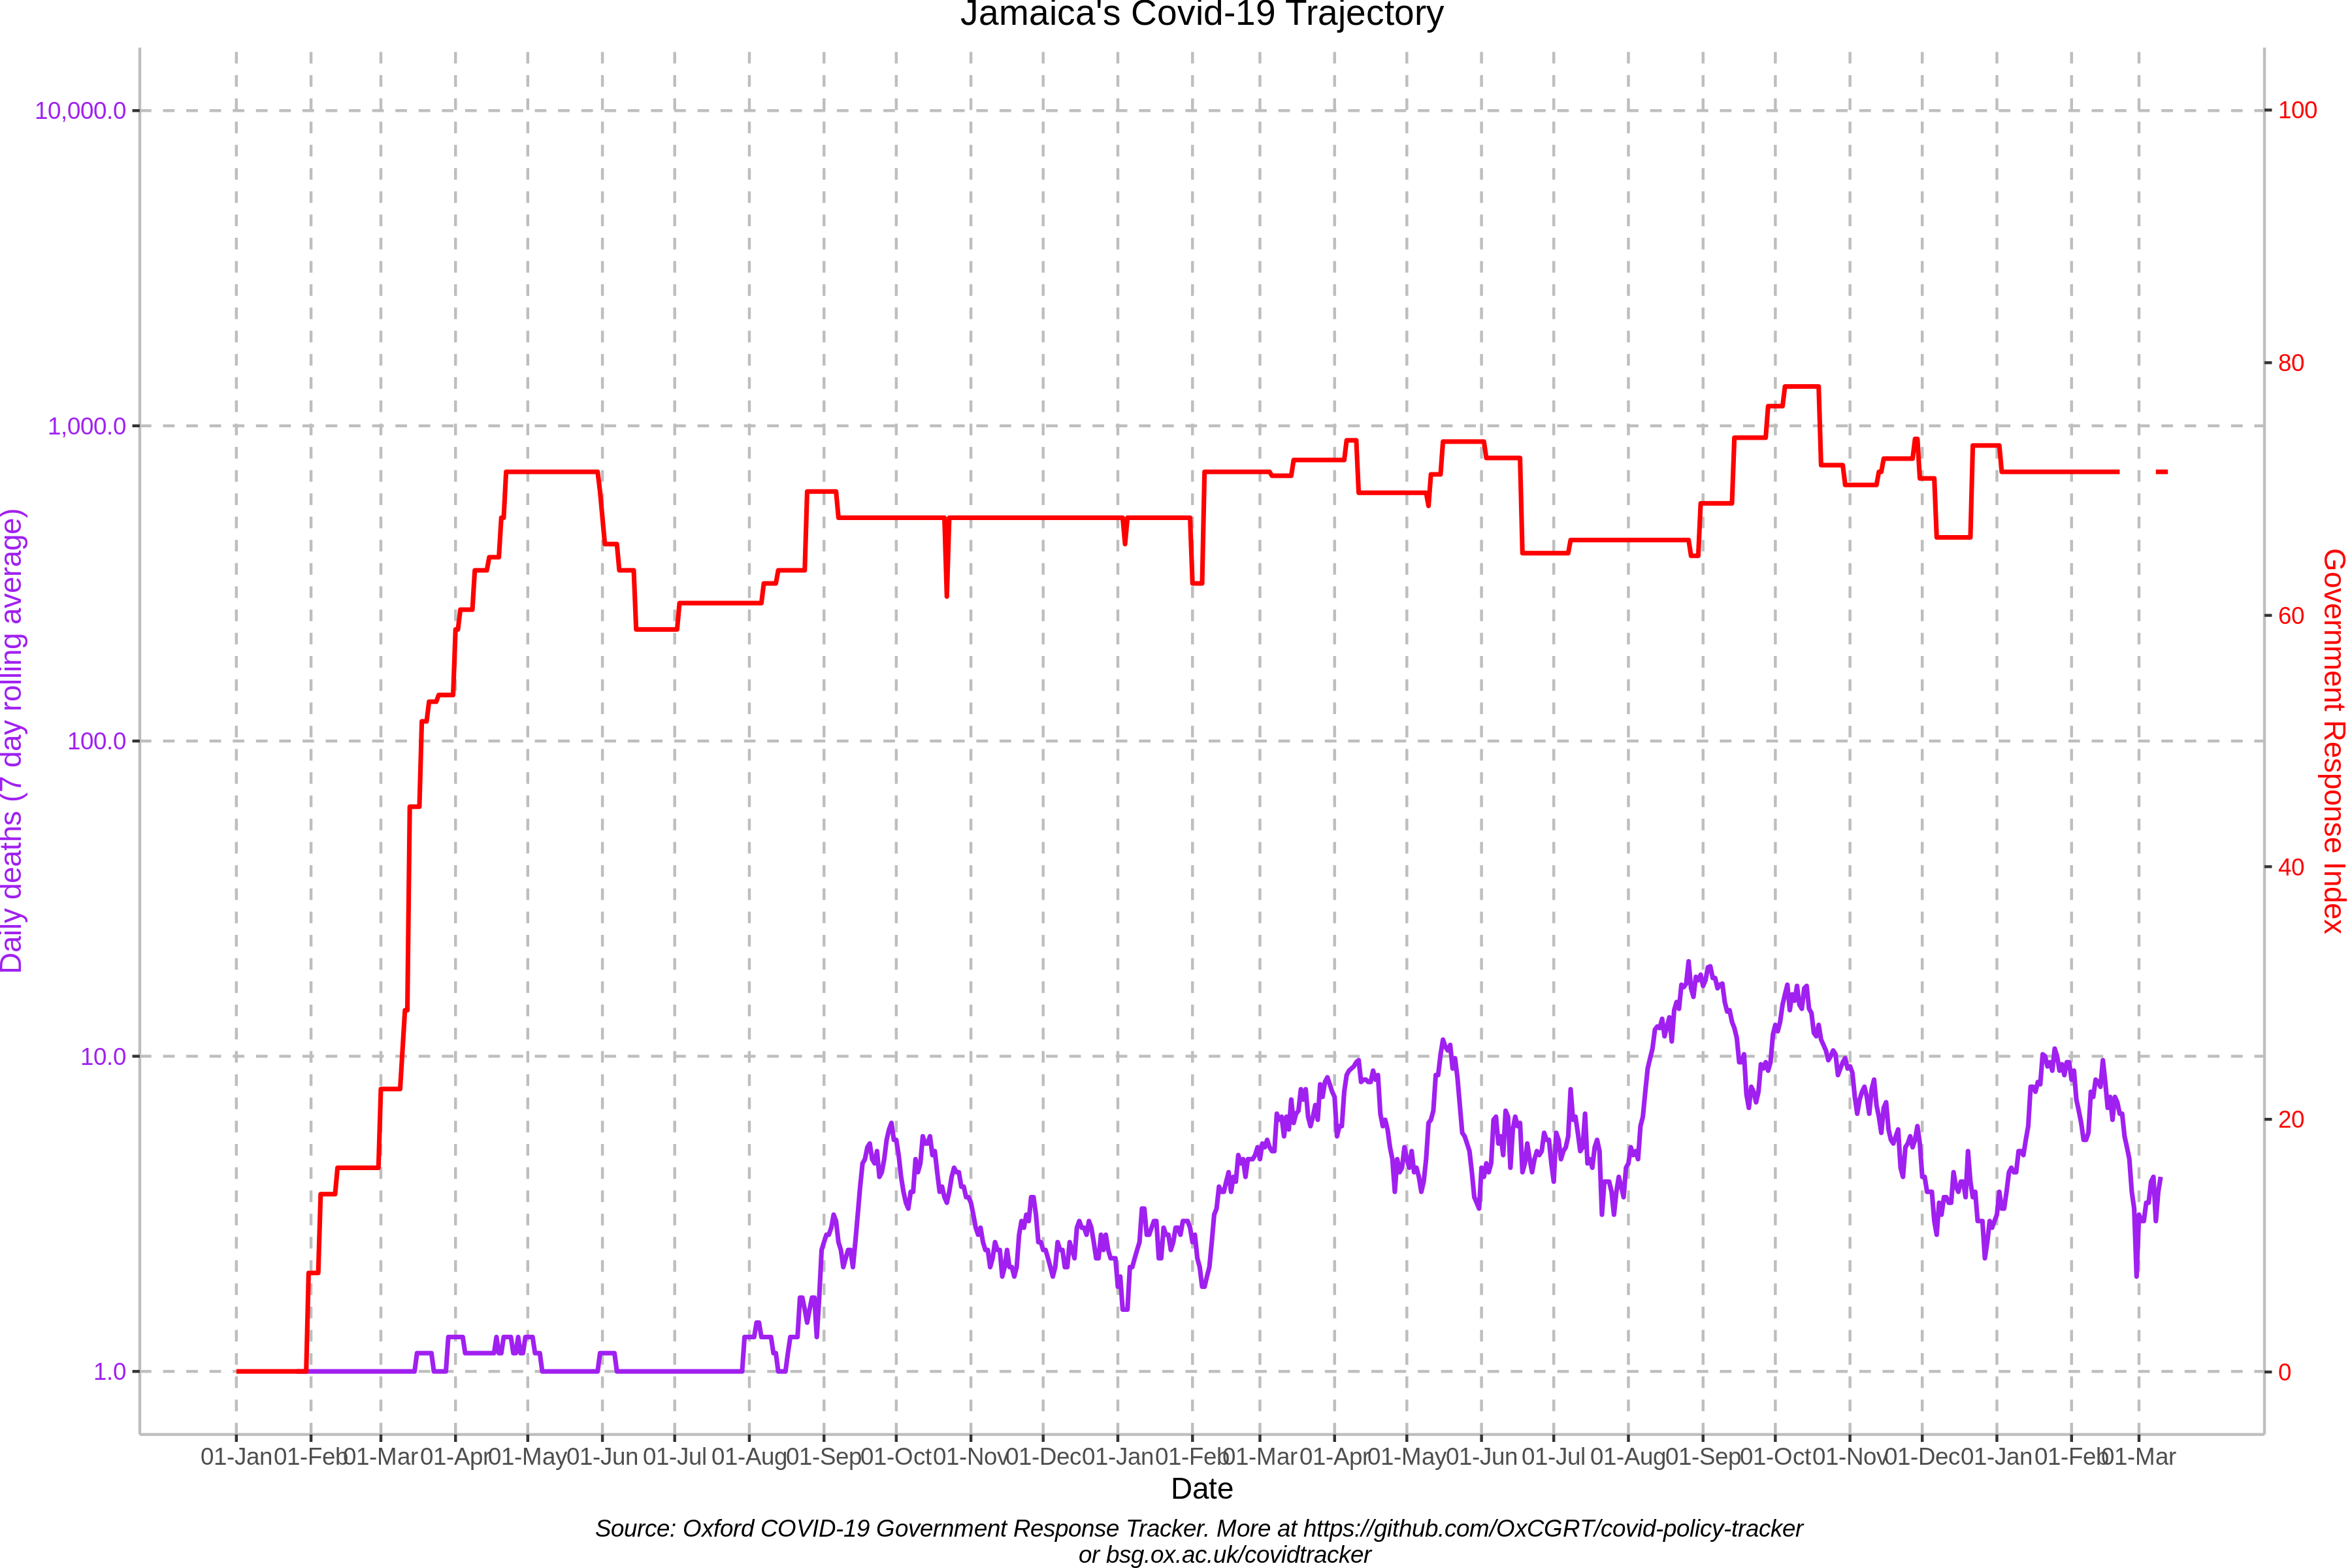 Jamaica's Covid-19 Trajectory
10,000.0
1,000.0
100.0
10.0
1.0
Daily deaths (7 day rolling average)
100
80
60
40
20
0
Government Response Index
01-Jan 01-Feb 01-Mar 01-Apr 01-May 01-Jun 01-Jul 01-Aug 01-Sep 01-Oct 01-Nov 01-Dec 01-Jan 01-Feb 01-Mar 01-Apr 01-May 01-Jun 01-Jul 01-Aug 01-Sep 01-Oct 01-Nov 01-Dec 01-Jan 01-Feb 01-Mar
Date
Source: Oxford COVID-19 Government Response Tracker. More at https://github.com/OxCGRT/covid-policy-tracker
or bsg.ox.ac.uk/covidtracker